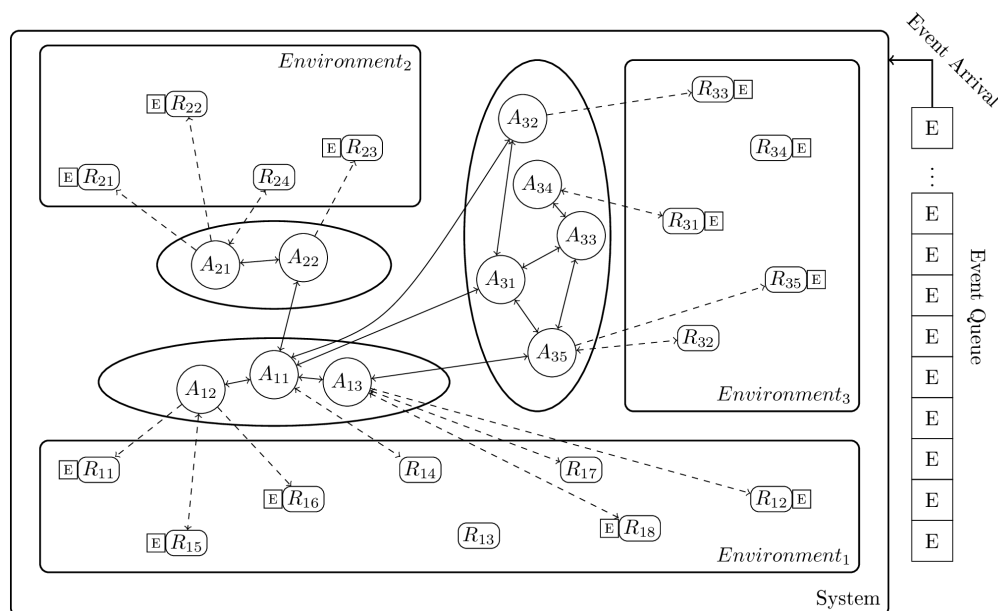 Event Arrival
Environment₂
E R₂₂
E R₂₃
E R₂₁
R₂₄
A₂₁
A₂₂
A₃₂
A₃₄
A₃₃
A₃₁
A₃₅
R₃₃ E
R₃₄ E
R₃₁ E
R₃₅ E
R₃₂
Environment₃
A₁₂
A₁₁
A₁₃
E R₁₁
R₁₄
R₁₇
E R₁₆
R₁₂ E
E R₁₅
R₁₃
E R₁₈
Environment₁
System
E
⋮
E
E
E
E
E
E
E
E
E
Event Queue